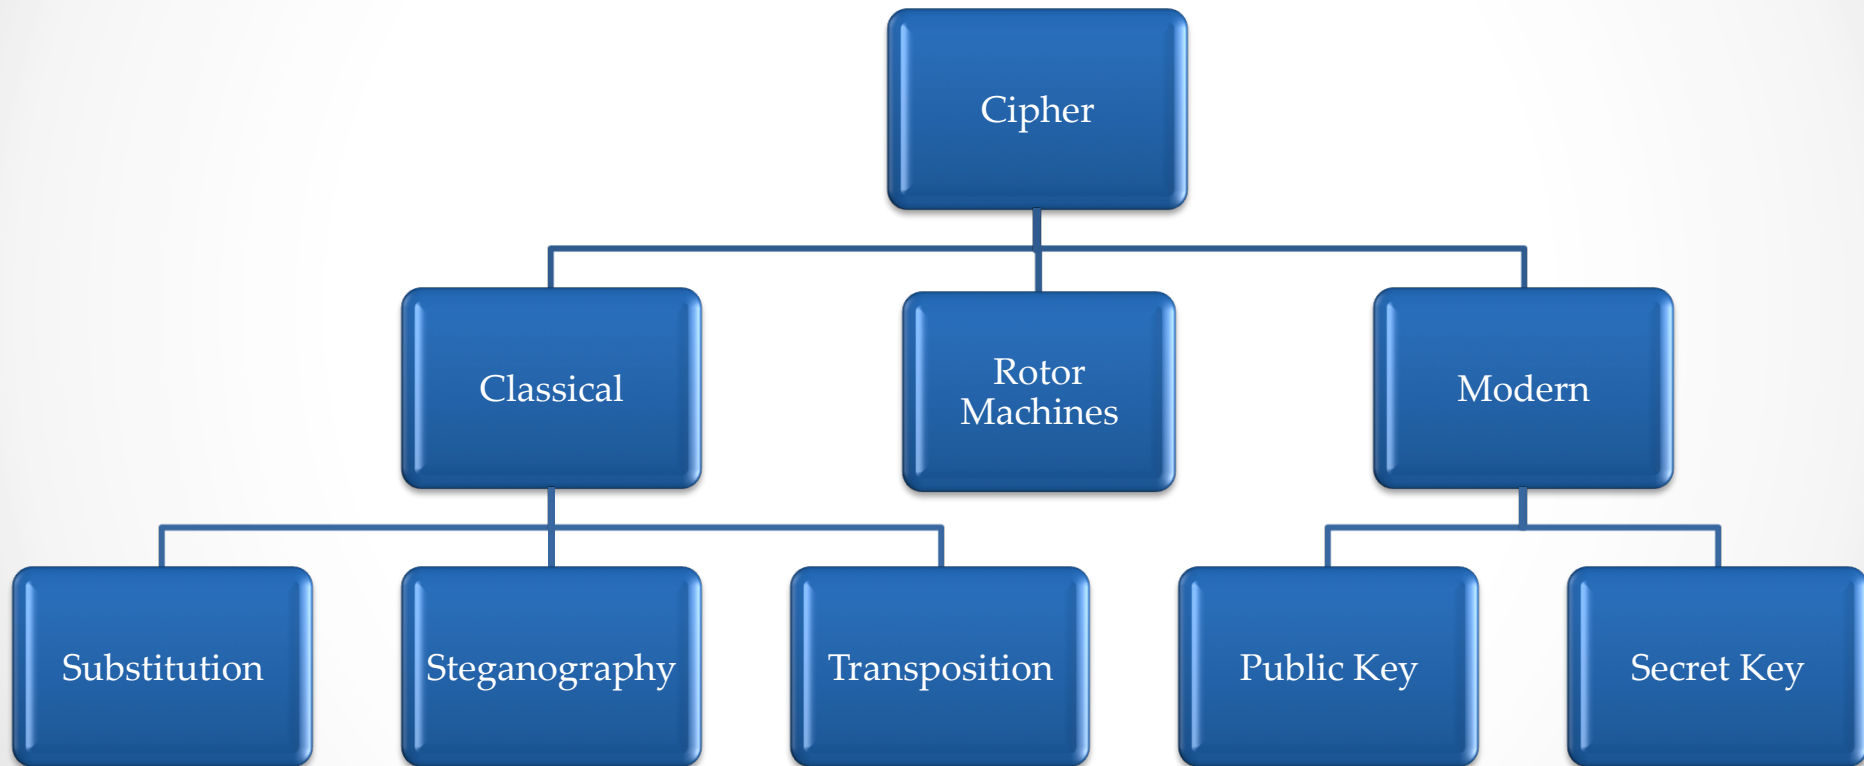 Cipher
Classical
Rotor
Machines
Modern
Substitution
Steganography
Transposition
Public Key
Secret Key